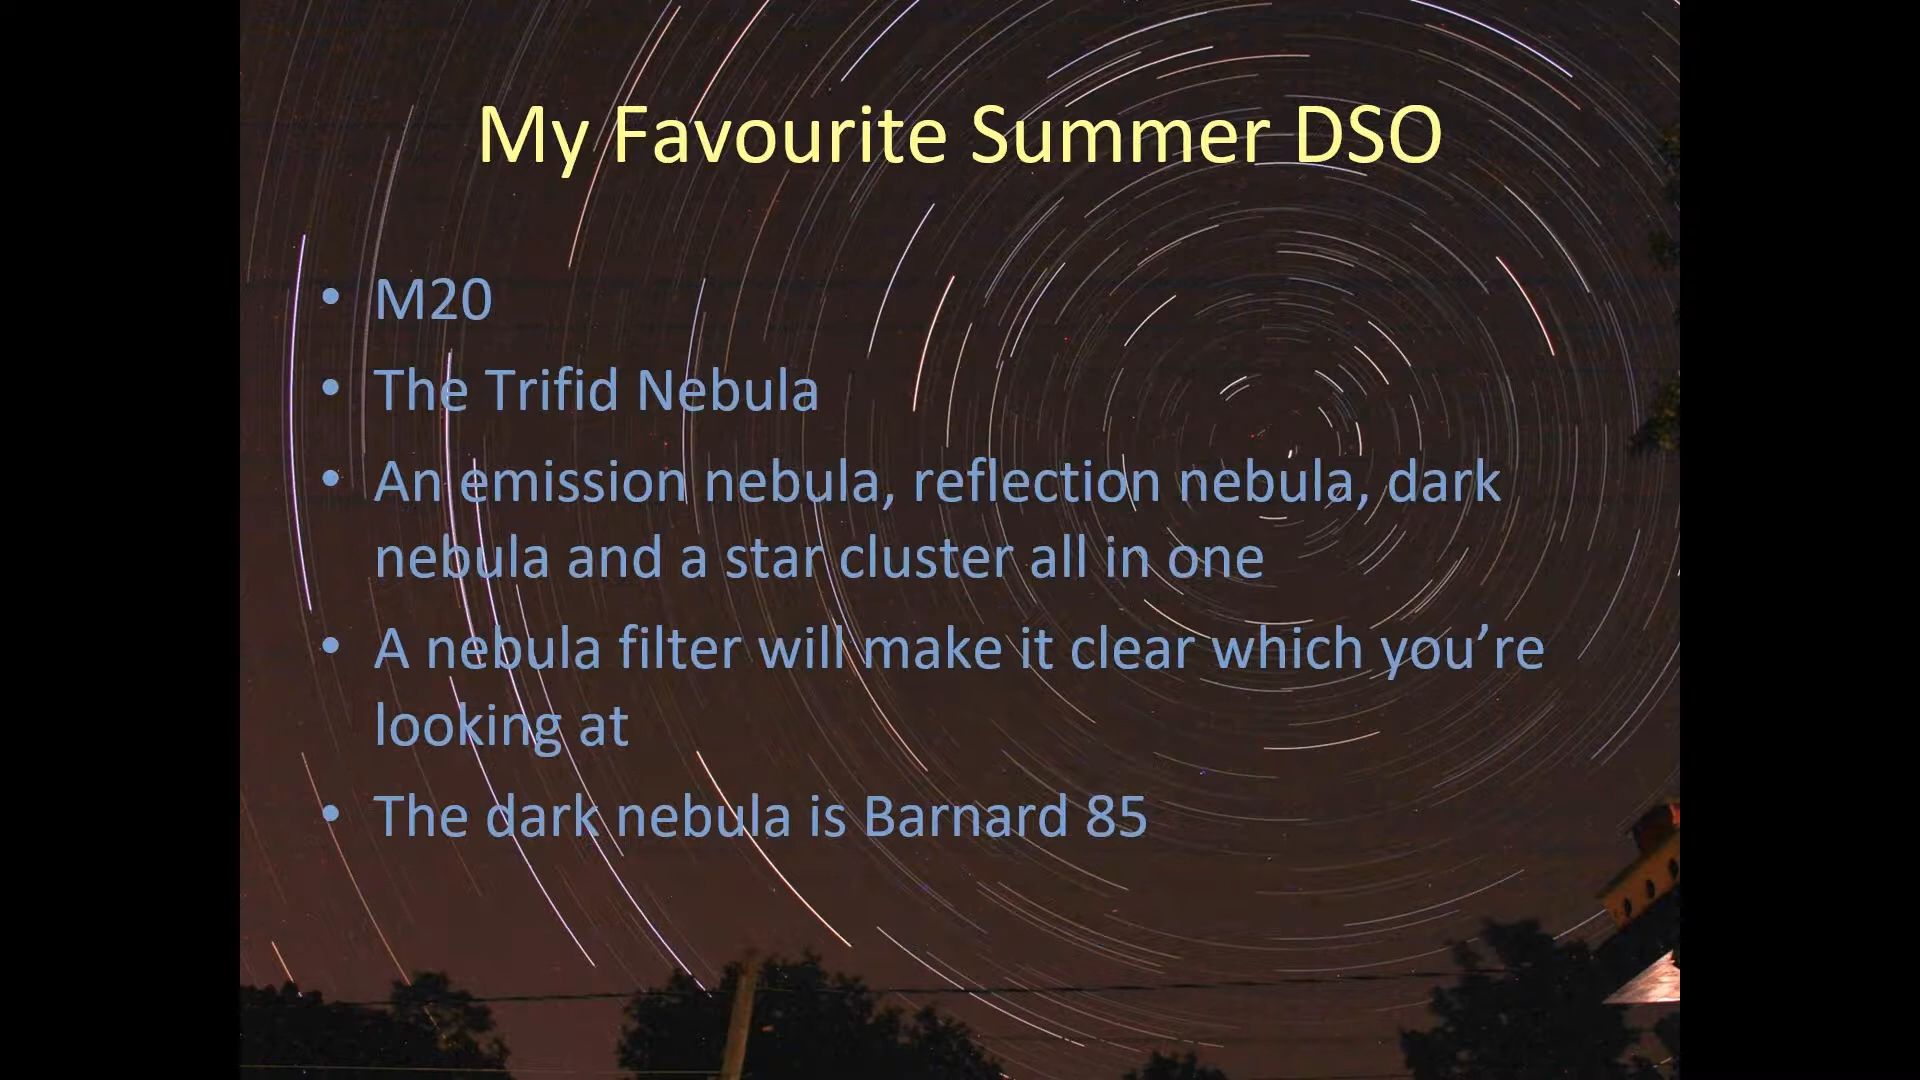 My Favourite Summer DSO
• M20
• The Trifid Nebula
• An emission nebula, reflection nebula, dark
nebula and a star cluster all in one
• A nebula filter will make it clear which you’re
looking at
• The dark nebula is Barnard 85